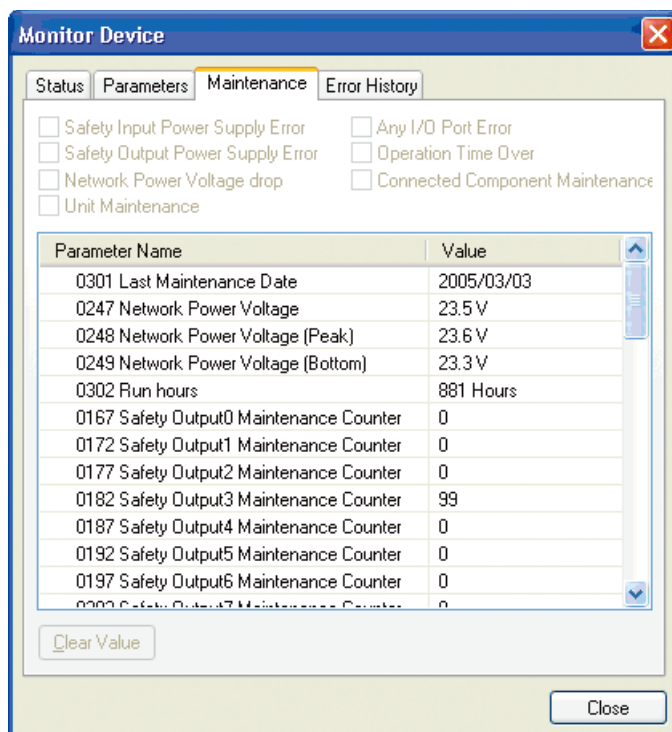 Monitor Device
Status Parameters Maintenance Error History
Safety Input Power Supply Error Any I/O Port Error
Safety Output Power Supply Error Operation Time Over
Network Power Voltage drop Connected Component Maintenance
Unit Maintenance
Parameter Name Value
0301 Last Maintenance Date 2005/03/03
0247 Network Power Voltage 23.5 V
0248 Network Power Voltage (Peak) 23.6 V
0249 Network Power Voltage (Bottom) 23.3 V
0302 Run hours 881 Hours
0167 Safety Output0 Maintenance Counter 0
0172 Safety Output1 Maintenance Counter 0
0177 Safety Output2 Maintenance Counter 0
0182 Safety Output3 Maintenance Counter 99
0187 Safety Output4 Maintenance Counter 0
0192 Safety Output5 Maintenance Counter 0
0197 Safety Output6 Maintenance Counter 0
Safety Output7 Maintenance Counter 0
Clear Value
Close